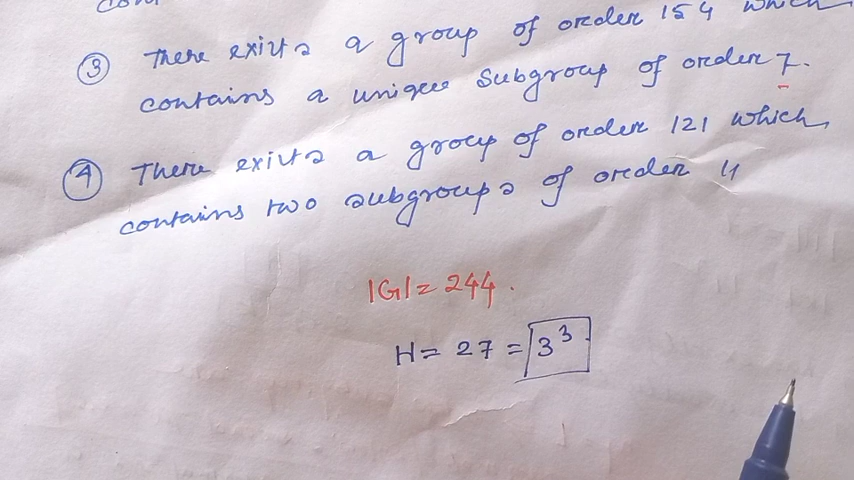 ③ There exists a group of order 154 which
contains a unique subgroup of order 7.
④ There exists a group of order 121 which
contains two subgroups of order 11
|G| = 244.
H = 27 = 3³